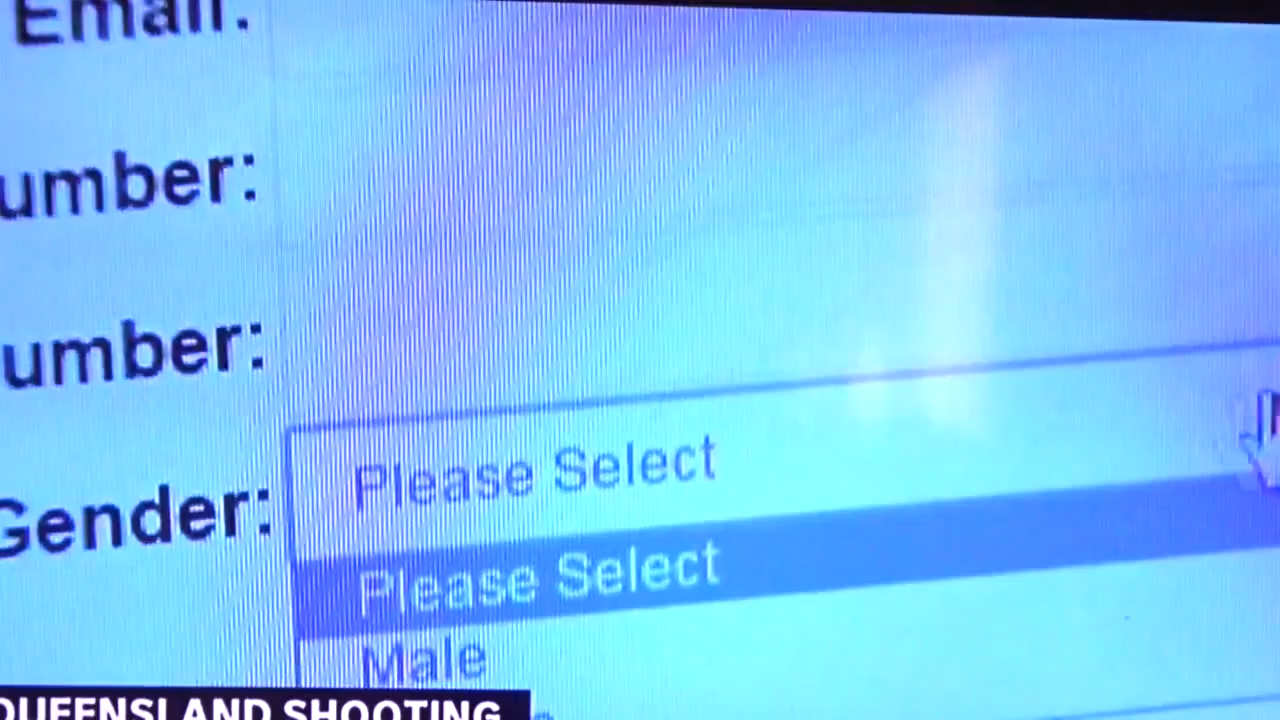 Email:
umber:
umber:
Gender:
Please Select
Please Select
Male
QUEENSLAND SHOOTING